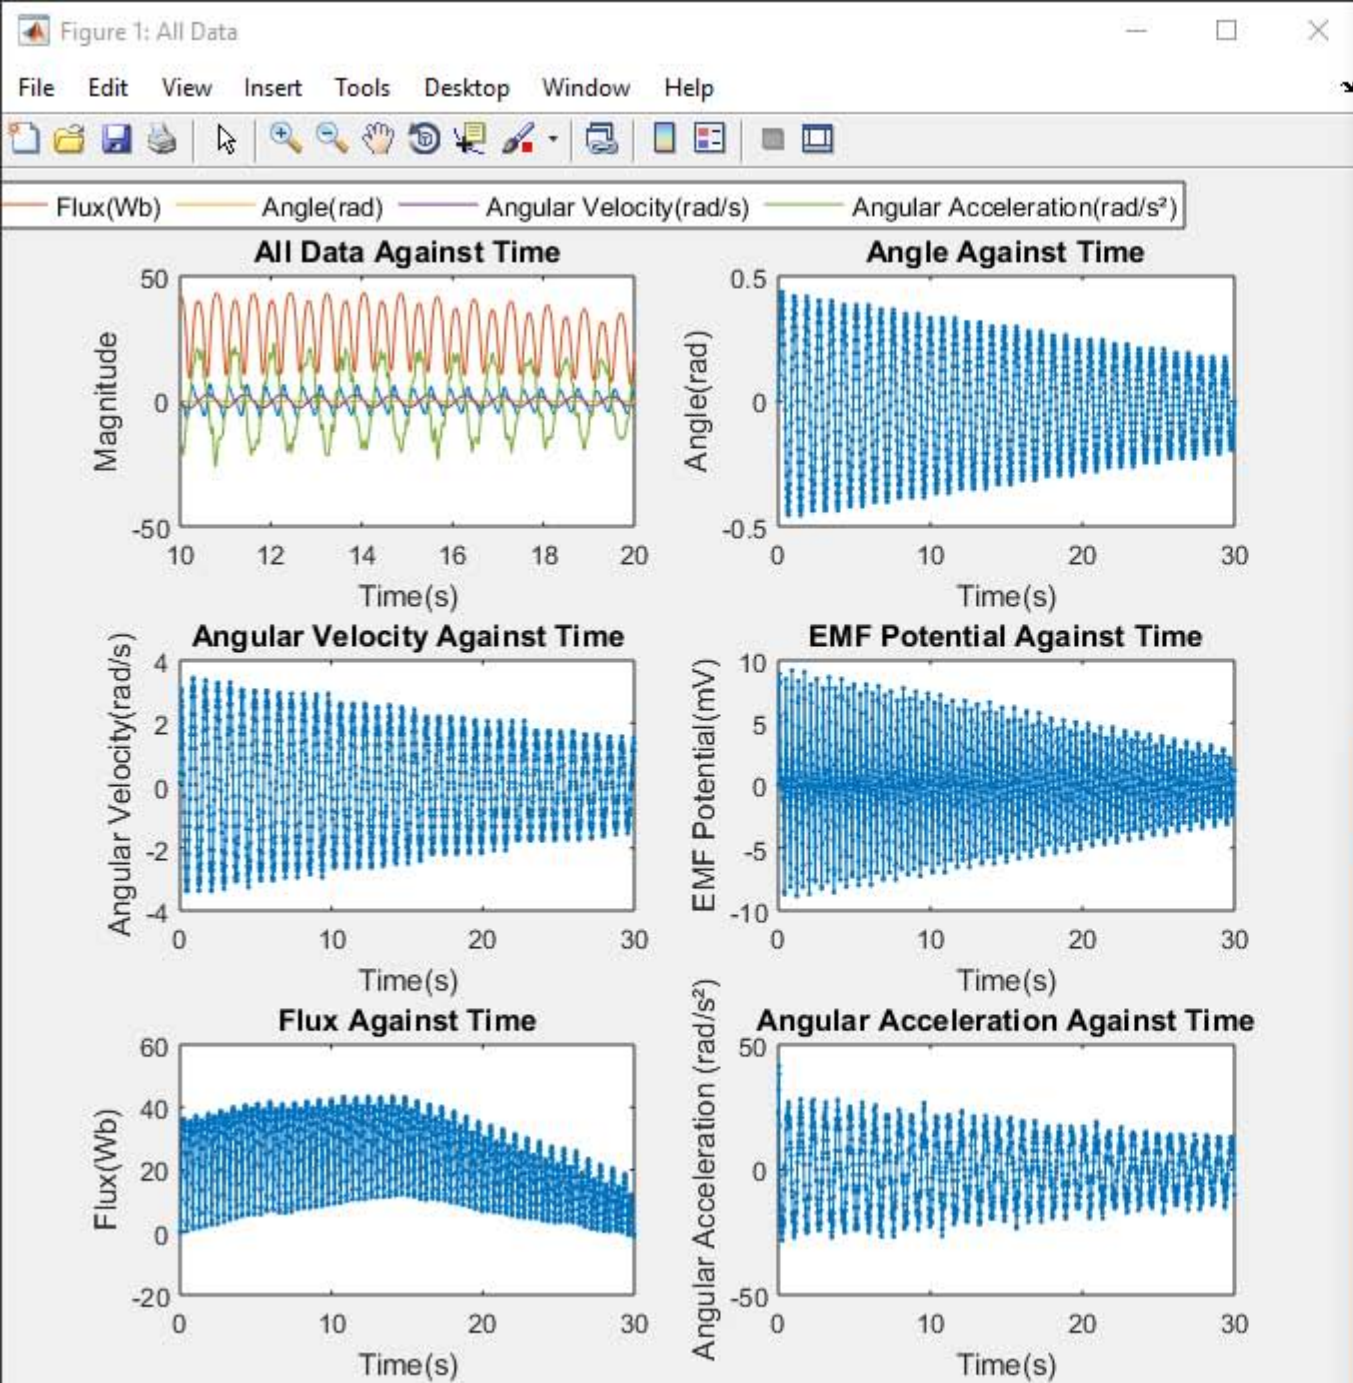 Figure 1: All Data
File Edit View Insert Tools Desktop Window Help
Flux(Wb) Angle(rad) Angular Velocity(rad/s) Angular Acceleration(rad/s²)
All Data Against Time
Magnitude
50
0
-50
10 12 14 16 18 20
Time(s)
Angle Against Time
Angle(rad)
0.5
0
-0.5
0 10 20 30
Time(s)
Angular Velocity Against Time
Angular Velocity(rad/s)
4
2
0
-2
-4
0 10 20 30
Time(s)
EMF Potential Against Time
EMF Potential(mV)
10
5
0
-5
-10
0 10 20 30
Time(s)
Flux Against Time
Flux(Wb)
60
40
20
0
-20
0 10 20 30
Time(s)
Angular Acceleration Against Time
Angular Acceleration (rad/s²)
50
0
-50
0 10 20 30
Time(s)